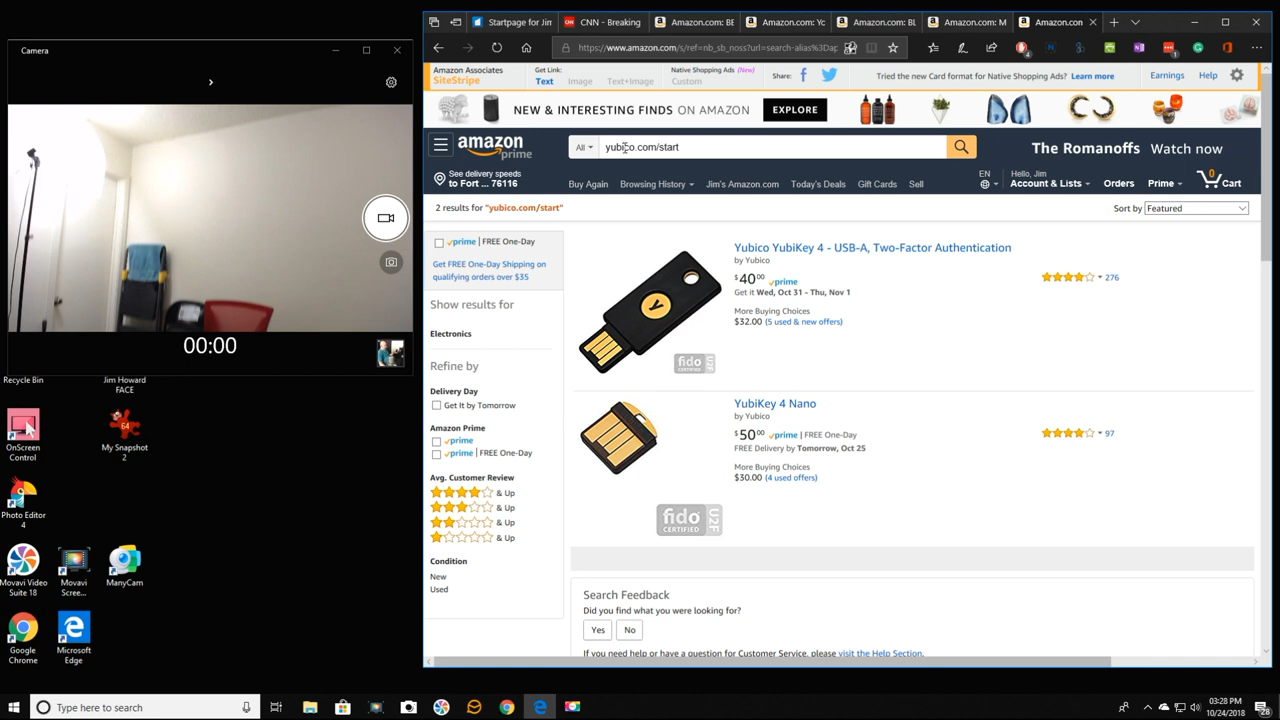 Camera
00:00
Recycle Bin
Jim Howard
FACE
OnScreen
Control
My Snapshot
2
Photo Editor
4
Movavi Video
Suite 18
Movavi
Scree...
ManyCam
Google
Chrome
Microsoft
Edge
Startpage for Jim
CNN - Breaking
Amazon.com: BE
Amazon.com: Yc
Amazon.com: BL
Amazon.com: M
Amazon.con
https://www.amazon.com/s/ref=nb_sb_noss?url=search-alias%3Dap
Amazon Associates
SiteStripe
Get Link:
Text
Image
Text+Image
Native Shopping Ads (New)
Custom
Share:
Tried the new Card format for Native Shopping Ads? Learn more
Earnings
Help
NEW & INTERESTING FINDS ON AMAZON
EXPLORE
amazon
prime
All
yubico.com/start
The Romanoffs Watch now
See delivery speeds
to Fort ... 76116
Buy Again
Browsing History
Jim's Amazon.com
Today's Deals
Gift Cards
Sell
EN
Hello, Jim
Account & Lists
Orders
Prime
0
Cart
2 results for "yubico.com/start"
Sort by
Featured
prime | FREE One-Day
Get FREE One-Day Shipping on
qualifying orders over $35
Show results for
Electronics
Refine by
Delivery Day
Get It by Tomorrow
Amazon Prime
prime
prime | FREE One-Day
Avg. Customer Review
& Up
& Up
& Up
& Up
Condition
New
Used
Yubico YubiKey 4 - USB-A, Two-Factor Authentication
by Yubico
$40 00 prime
Get it Wed, Oct 31 - Thu, Nov 1
More Buying Choices
$32.00 (5 used & new offers)
276
y
fido
CERTIFIED
U2F
YubiKey 4 Nano
by Yubico
$50 00 prime | FREE One-Day
FREE Delivery by Tomorrow, Oct 25
More Buying Choices
$30.00 (4 used offers)
97
fido
CERTIFIED
U2F
Search Feedback
Did you find what you were looking for?
Yes
No
If you need help or have a question for Customer Service, please visit the Help Section.
Type here to search
03:28 PM
10/24/2018
28